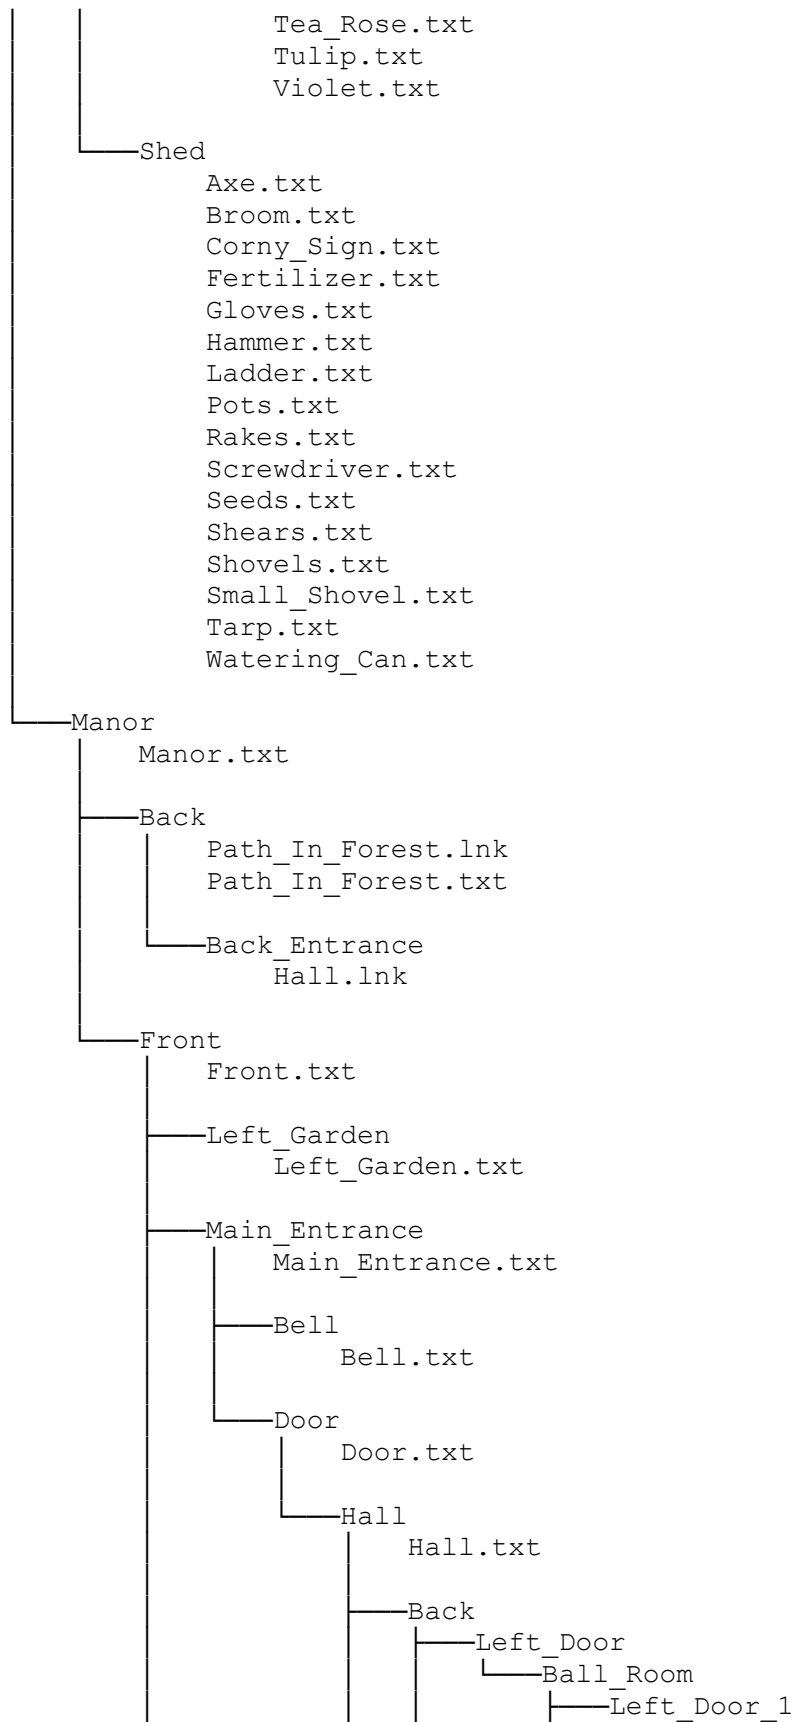 Tea_Rose.txt
Tulip.txt
Violet.txt
Shed
Axe.txt
Broom.txt
Corny_Sign.txt
Fertilizer.txt
Gloves.txt
Hammer.txt
Ladder.txt
Pots.txt
Rakes.txt
Screwdriver.txt
Seeds.txt
Shears.txt
Shovels.txt
Small_Shovel.txt
Tarp.txt
Watering_Can.txt
Manor
Manor.txt
Back
Path_In_Forest.lnk
Path_In_Forest.txt
Back_Entrance
Hall.lnk
Front
Front.txt
Left_Garden
Left_Garden.txt
Main_Entrance
Main_Entrance.txt
Bell
Bell.txt
Door
Door.txt
Hall
Hall.txt
Back
Left_Door
Ball_Room
Left_Door_1